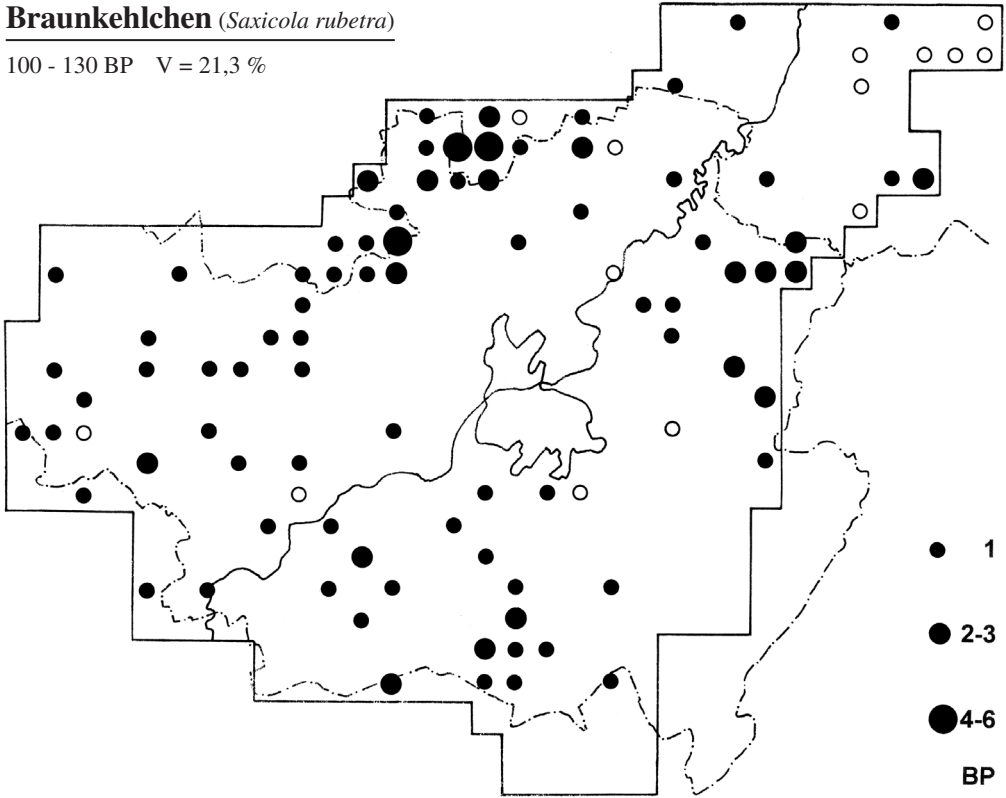 Braunkehlchen (Saxicola rubetra)
100 - 130 BP V = 21,3 %
1
2-3
4-6
BP